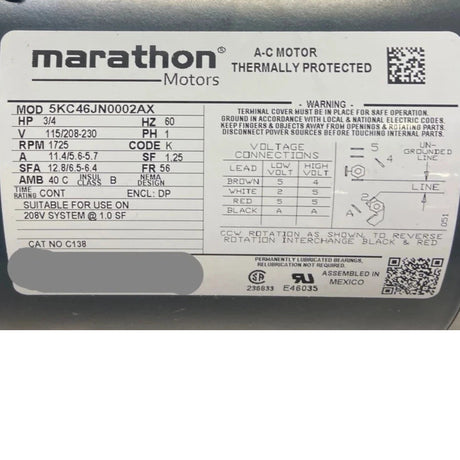 marathon®
Motors
A-C MOTOR
THERMALLY PROTECTED
MOD 5KC46JN0002AX
HP 3/4 HZ 60
V 115/208-230 PH 1
RPM 1725 CODE K
A 11.4/5.6-5.7 SF 1.25
SFA 12.8/6.5-6.4 FR 56
AMB 40 C INSUL CLASS B NEMA DESIGN
TIME RATING CONT ENCL: DP
SUITABLE FOR USE ON
208V SYSTEM @ 1.0 SF
CAT NO C138
- WARNING -
TERMINAL COVER MUST BE IN PLACE FOR SAFE OPERATION.
GROUND IN ACCORDANCE WITH LOCAL AND NATIONAL ELECTRICAL CODES.
KEEP FINGERS & OBJECTS AWAY FROM OPENINGS & ROTATING PARTS.
DISCONNECT POWER SOURCES BEFORE TOUCHING INTERNAL PARTS.
VOLTAGE CONNECTIONS
LEAD LOW VOLT HIGH VOLT
BROWN 5 4
WHITE 2 5
RED 5 5
BLACK A A
5
4
2
A
UN-GROUNDED LINE
LINE
051
CCW ROTATION AS SHOWN TO REVERSE
ROTATION INTERCHANGE BLACK & RED
PERMANENTLY LUBRICATED BEARINGS,
RELUBRICATION NOT REQUIRED.
236633 E46035
ASSEMBLED IN
MEXICO